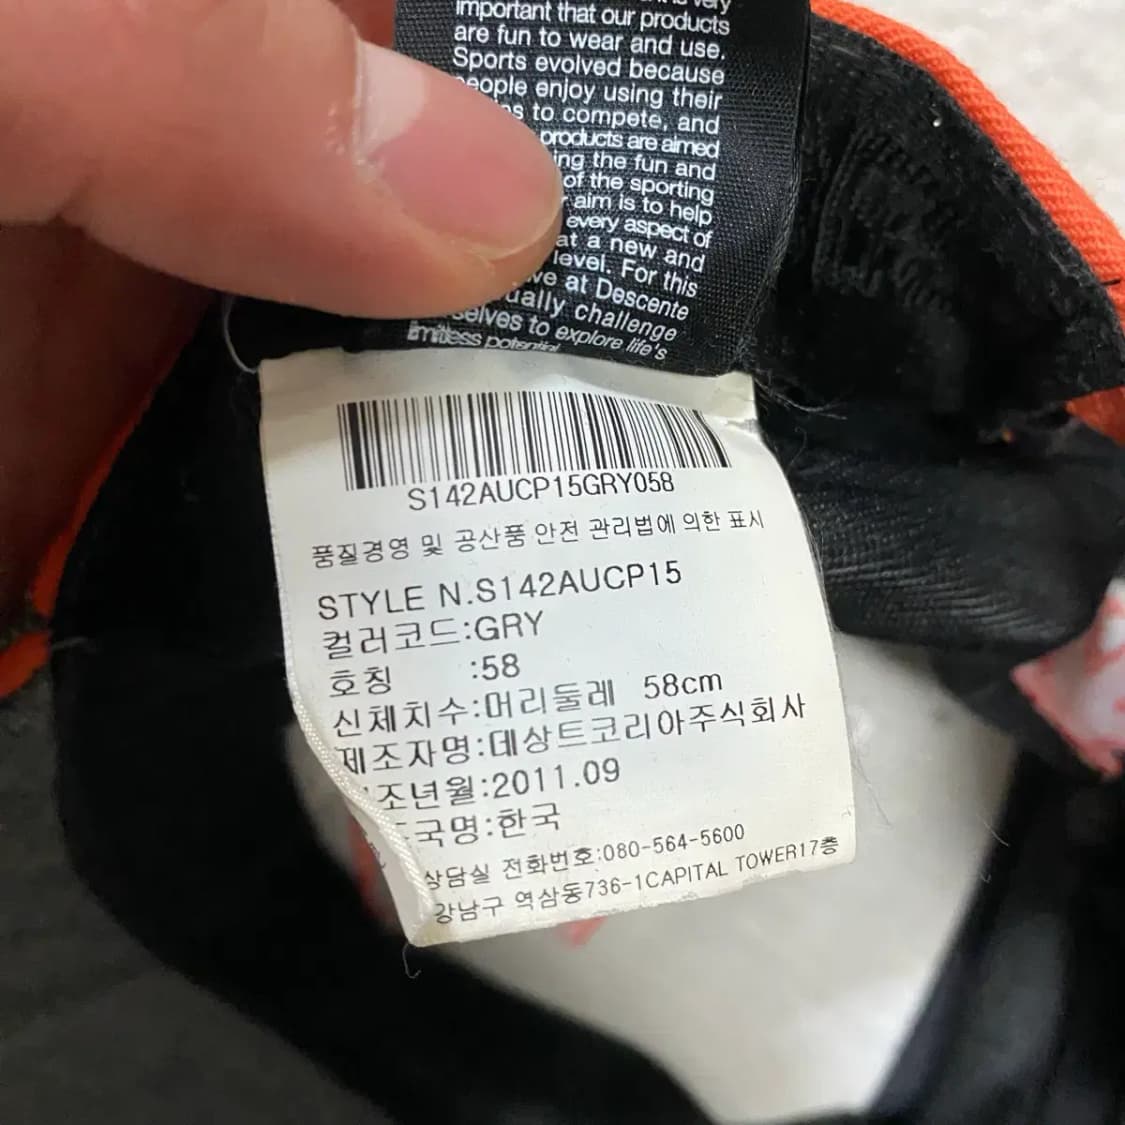 important that our products
are fun to wear and use.
Sports evolved because
people enjoy using their
to compete, and
products are aimed
the fun and
of the sporting
aim is to help
every aspect of
at a new and
level. For this
at Descente
challenge
to explore life's
limitless potential
S142AUCP15GRY058
품질경영 및 공산품 안전 관리법에 의한 표시
STYLE N.S142AUCP15
컬러코드:GRY
호칭 :58
신체치수:머리둘레 58cm
제조자명:데상트코리아주식회사
조년월:2011.09
국명:한국
상담실 전화번호:080-564-5600
강남구 역삼동736-1CAPITAL TOWER17층